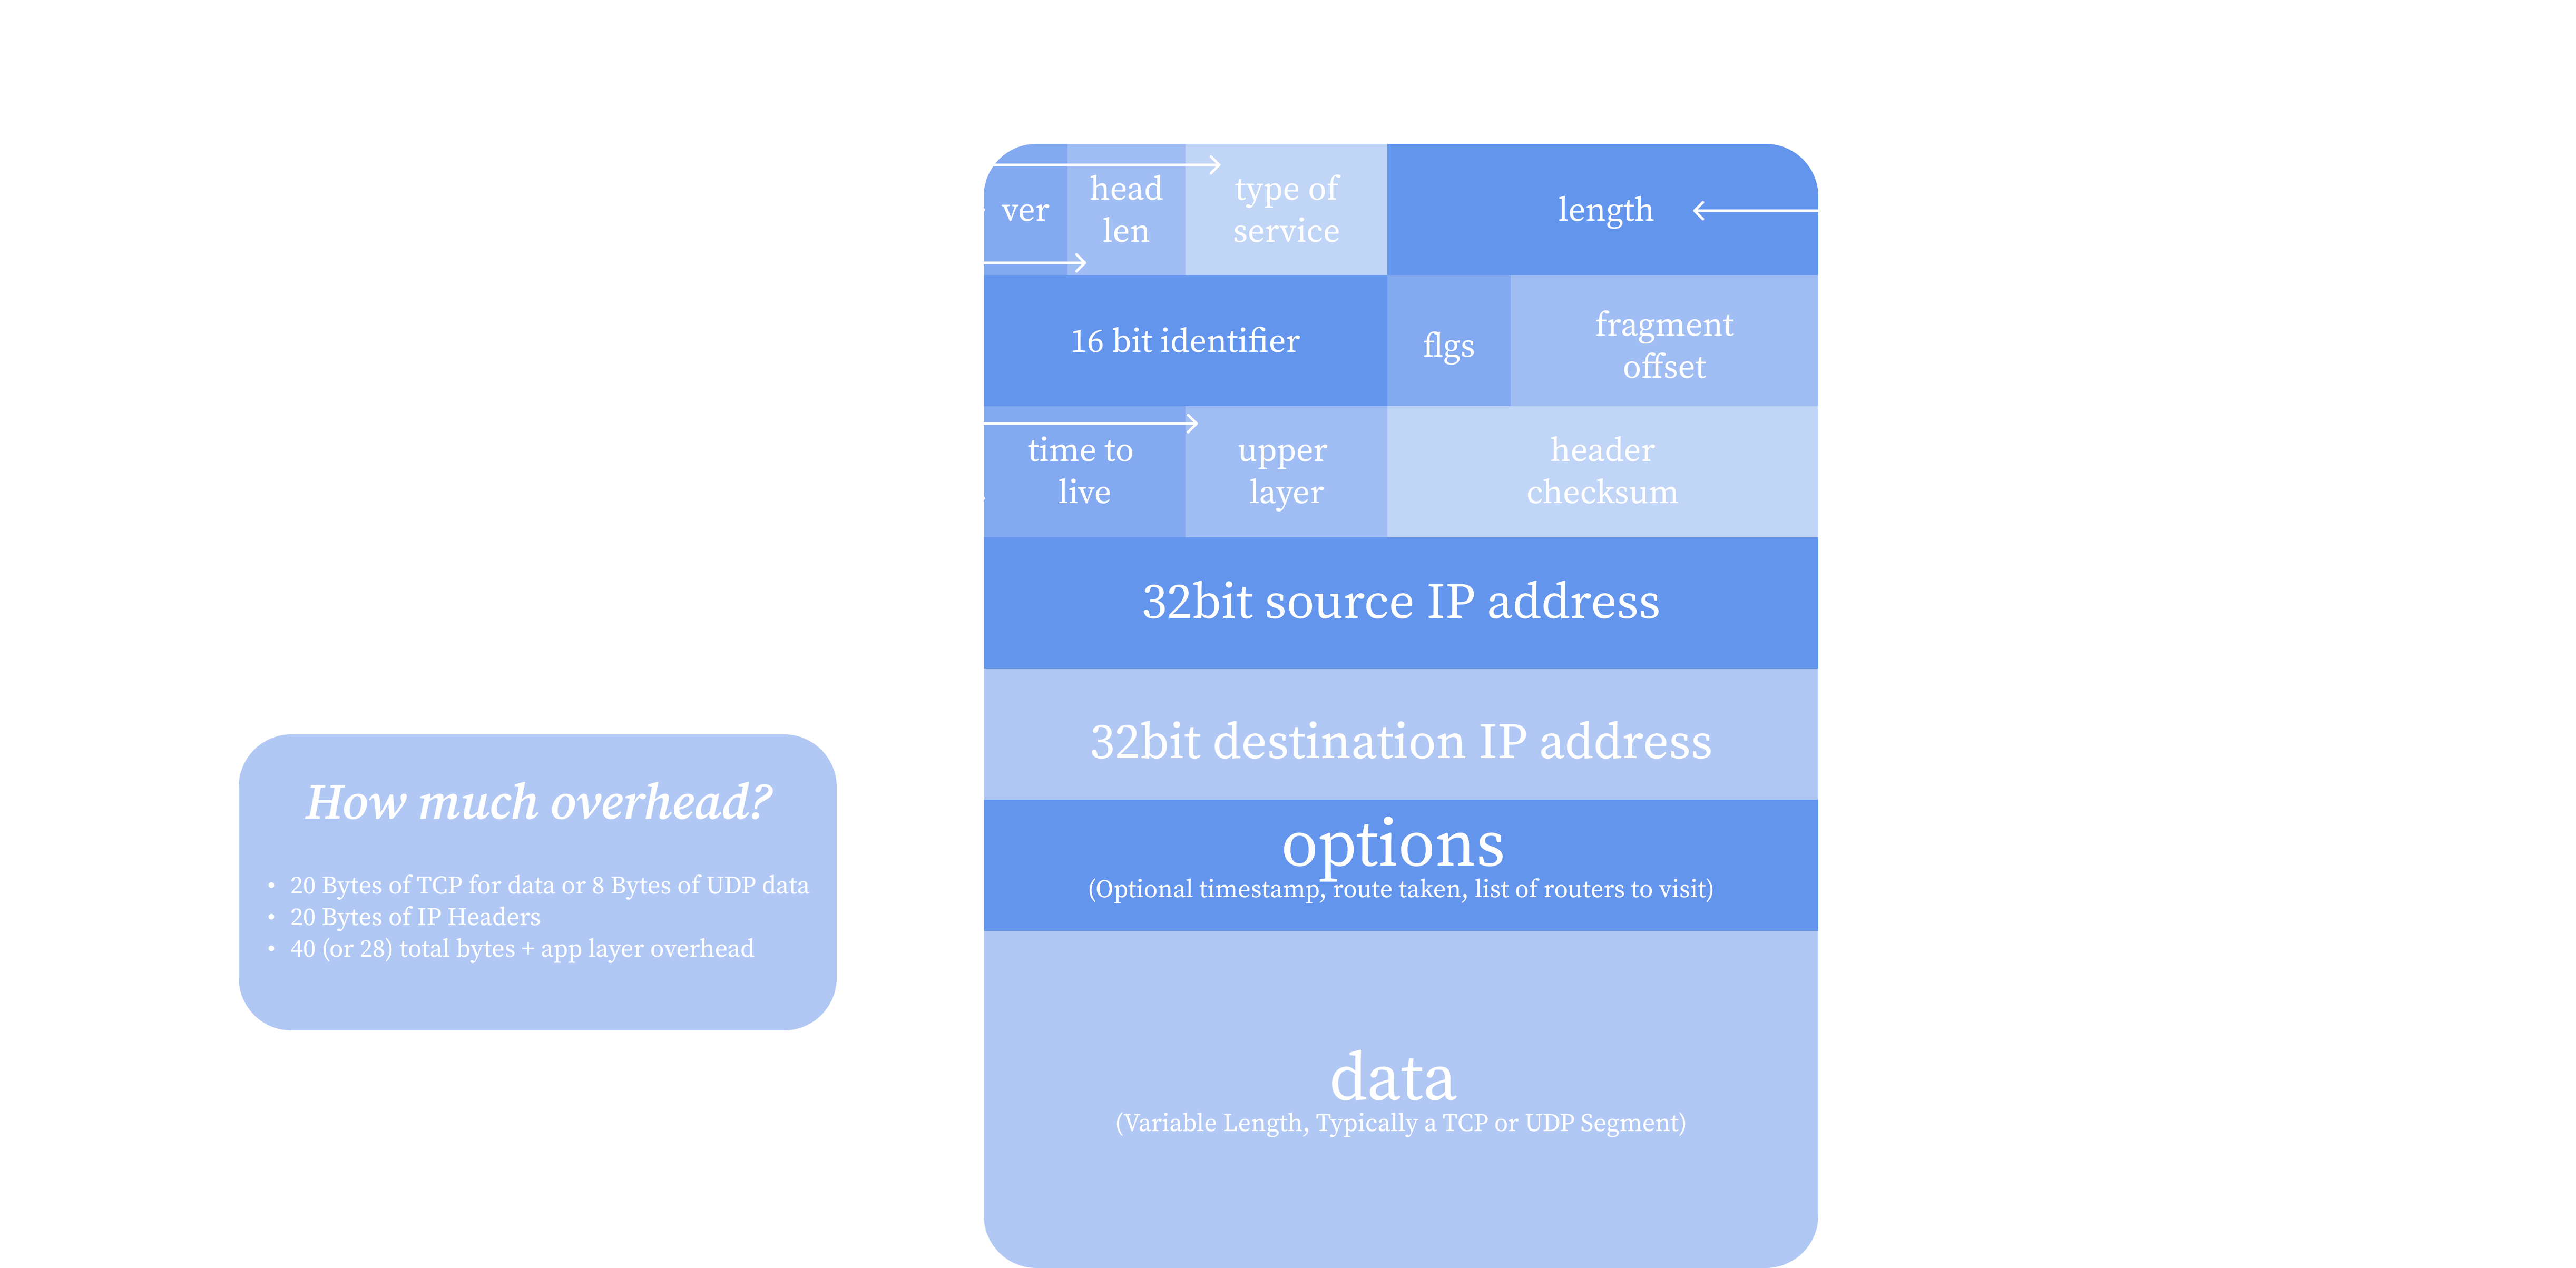 ver
head
len
type of
service
length
16 bit identifier
flgs
fragment
offset
time to
live
upper
layer
header
checksum
32bit source IP address
32bit destination IP address
options
(Optional timestamp, route taken, list of routers to visit)
data
(Variable Length, Typically a TCP or UDP Segment)
How much overhead?
• 20 Bytes of TCP for data or 8 Bytes of UDP data
• 20 Bytes of IP Headers
• 40 (or 28) total bytes + app layer overhead